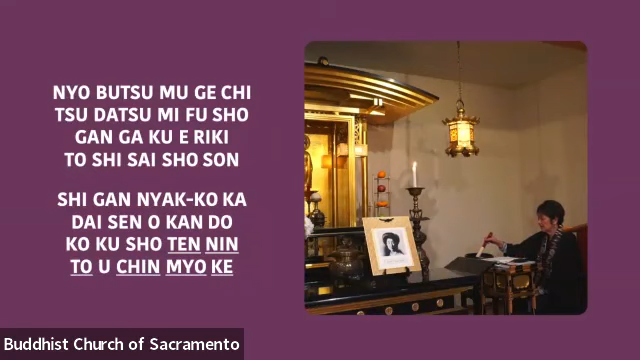 NYO BUTSU MU GE CHI
TSU DATSU MI FU SHO
GAN GA KU E RIKI
TO SHI SAI SHO SON
SHI GAN NYAK-KO KA
DAI SEN O KAN DO
KO KU SHO TEN NIN
TO U CHIN MYO KE
Buddhist Church of Sacramento